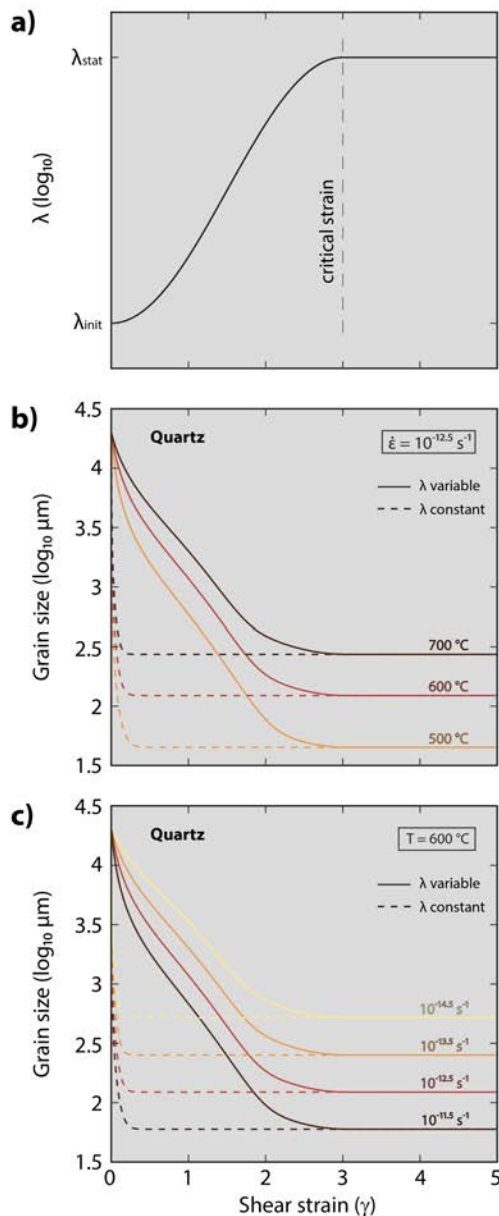 a)
λstat
λ (log₁₀)
critical strain
λinit
b)
4.5
4
3.5
3
2.5
2
1.5
Grain size (log₁₀ µm)
Quartz
ε̇ = 10⁻¹²·⁵ s⁻¹
λ variable
λ constant
700 °C
600 °C
500 °C
c)
4.5
4
3.5
3
2.5
2
1.5
Grain size (log₁₀ µm)
Quartz
T = 600 °C
λ variable
λ constant
10⁻¹⁴·⁵ s⁻¹
10⁻¹³·⁵ s⁻¹
10⁻¹²·⁵ s⁻¹
10⁻¹¹·⁵ s⁻¹
0 1 2 3 4 5
Shear strain (γ)